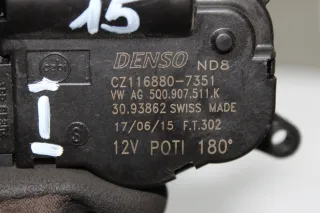 15
DENSO ND8
CZ116880-7351
VW AG 5Q0.907.511.K
30.93862 SWISS MADE
17/06/15 F.T.302
12V POTI 180°